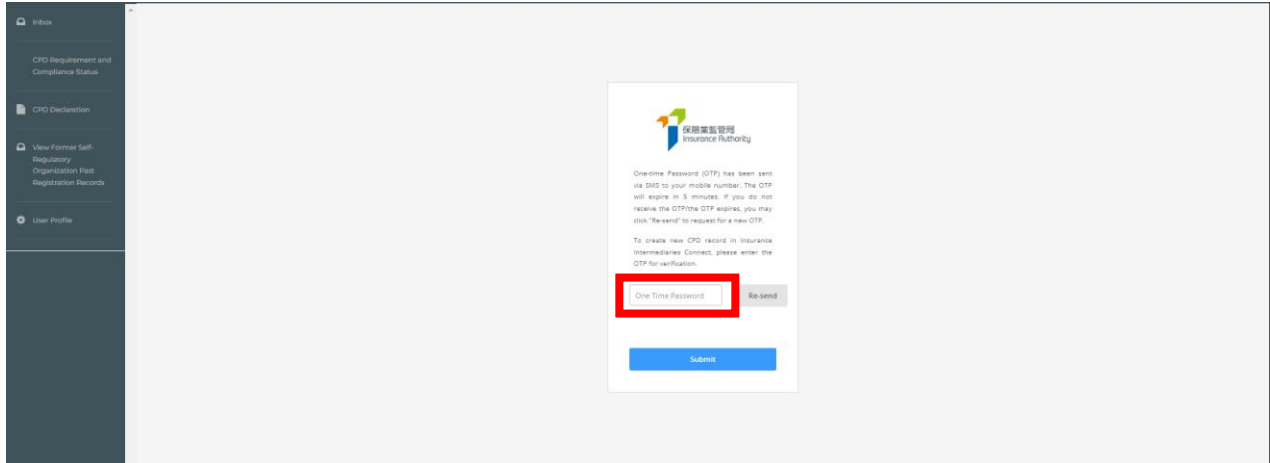 Inbox
CPD Requirement and
Compliance Status
CPD Declaration
View Former Self-
Regulatory
Organization Past
Registration Records
User Profile
保險業監管局
Insurance Authority
One-time Password (OTP) has been sent
via SMS to your mobile number. The OTP
will expire in 5 minutes. If you do not
receive the OTP/the OTP expires, you may
click "Re-send" to request for a new OTP.
To create new CPD record in Insurance
Intermediaries Connect, please enter the
OTP for verification.
One Time Password
Re-send
Submit